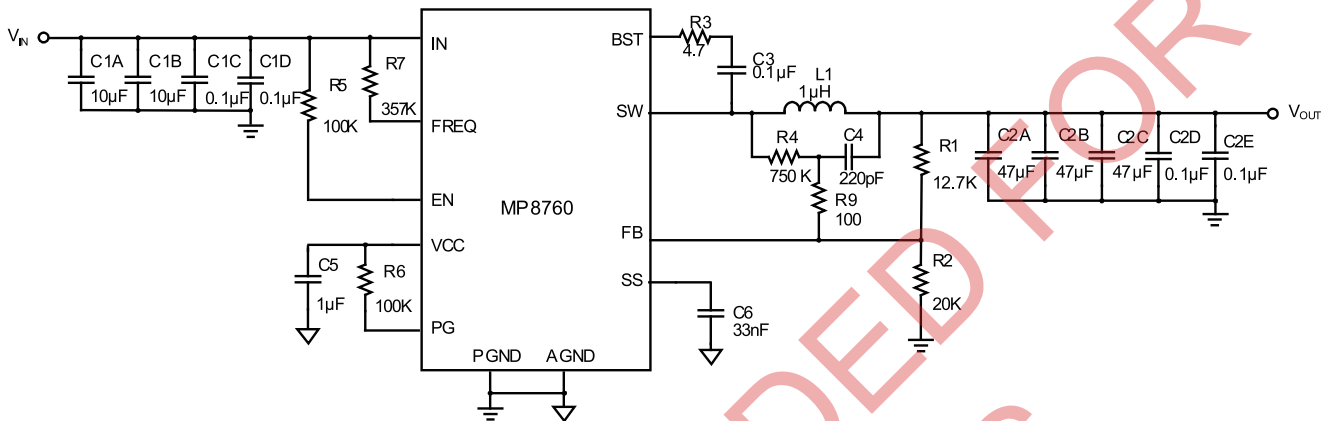 V_IN
C1A
10µF
C1B
10µF
C1C
0.1µF
C1D
0.1µF
R5
100K
R7
357K
IN
FREQ
EN
VCC
PG
PGND
AGND
MP8760
BST
SW
FB
SS
C5
1µF
R6
100K
R3
4.7
C3
0.1µF
L1
1µH
R4
750 K
C4
220pF
R9
100
R1
12.7K
R2
20K
C6
33nF
C2A
47µF
C2B
47µF
C2C
47µF
C2D
0.1µF
C2E
0.1µF
V_OUT
DED FOR